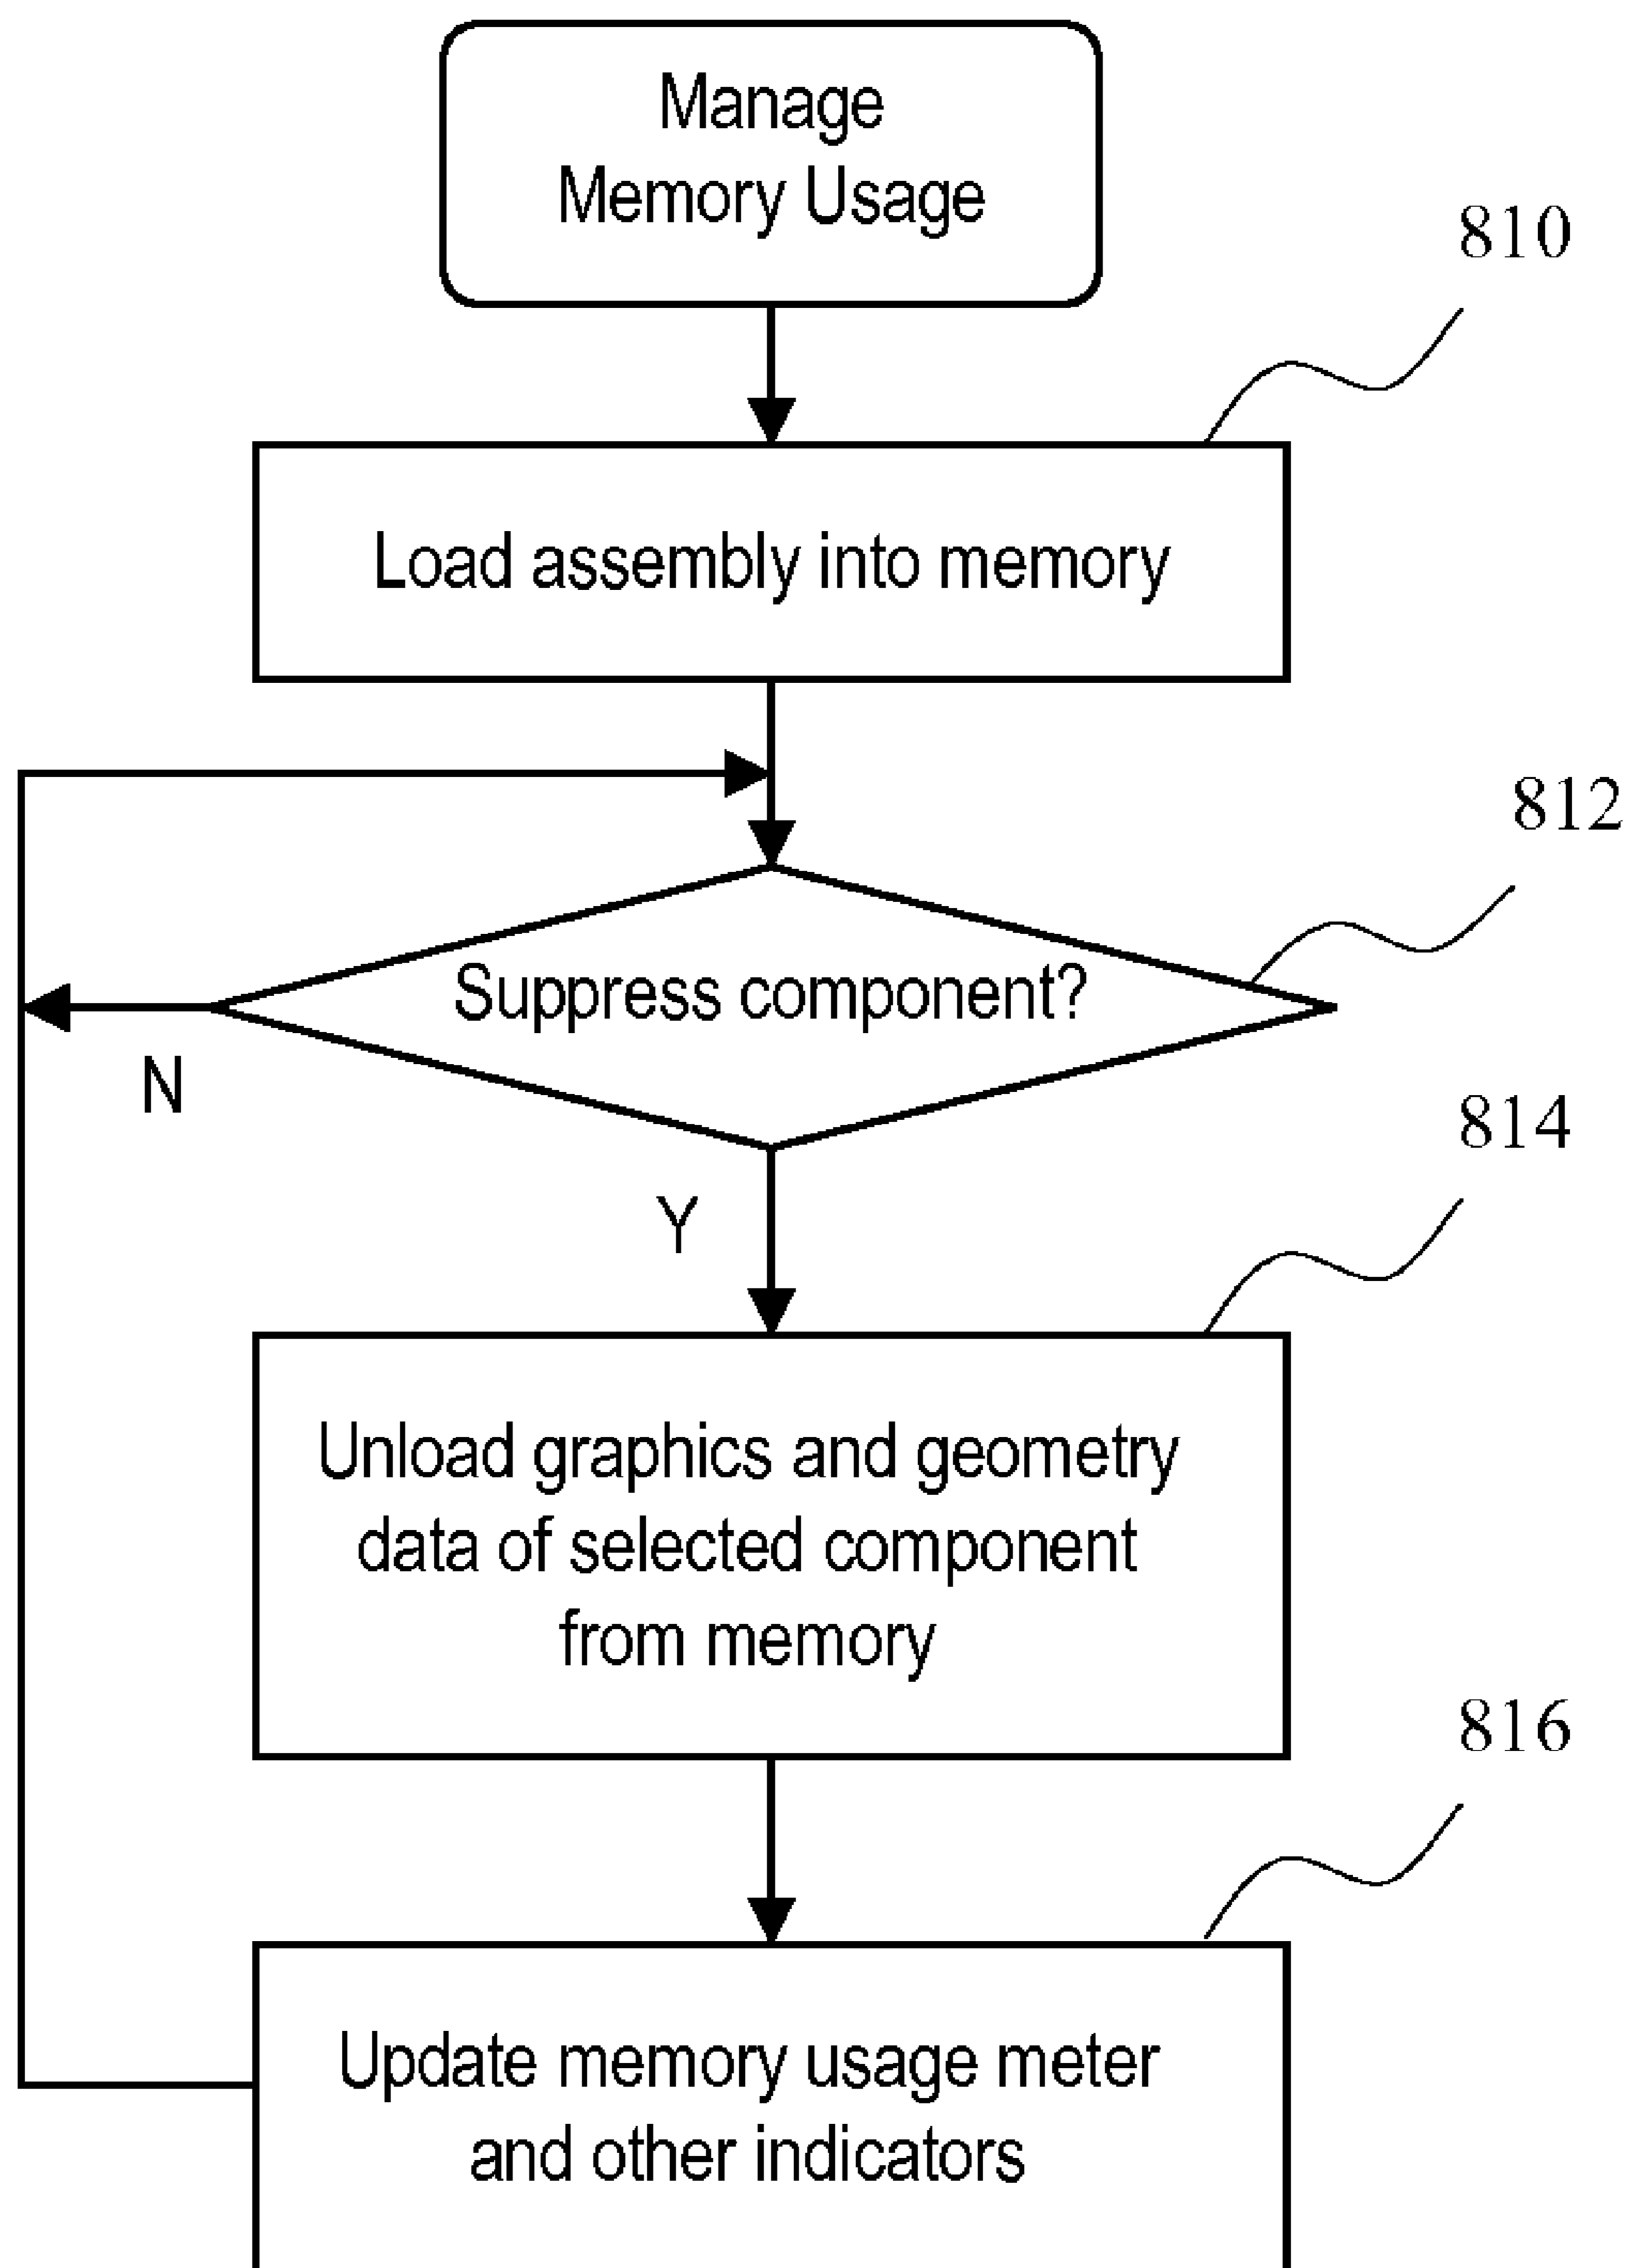 Manage
Memory Usage
810
Load assembly into memory
812
Suppress component?
N
814
Y
Unload graphics and geometry
data of selected component
from memory
816
Update memory usage meter
and other indicators